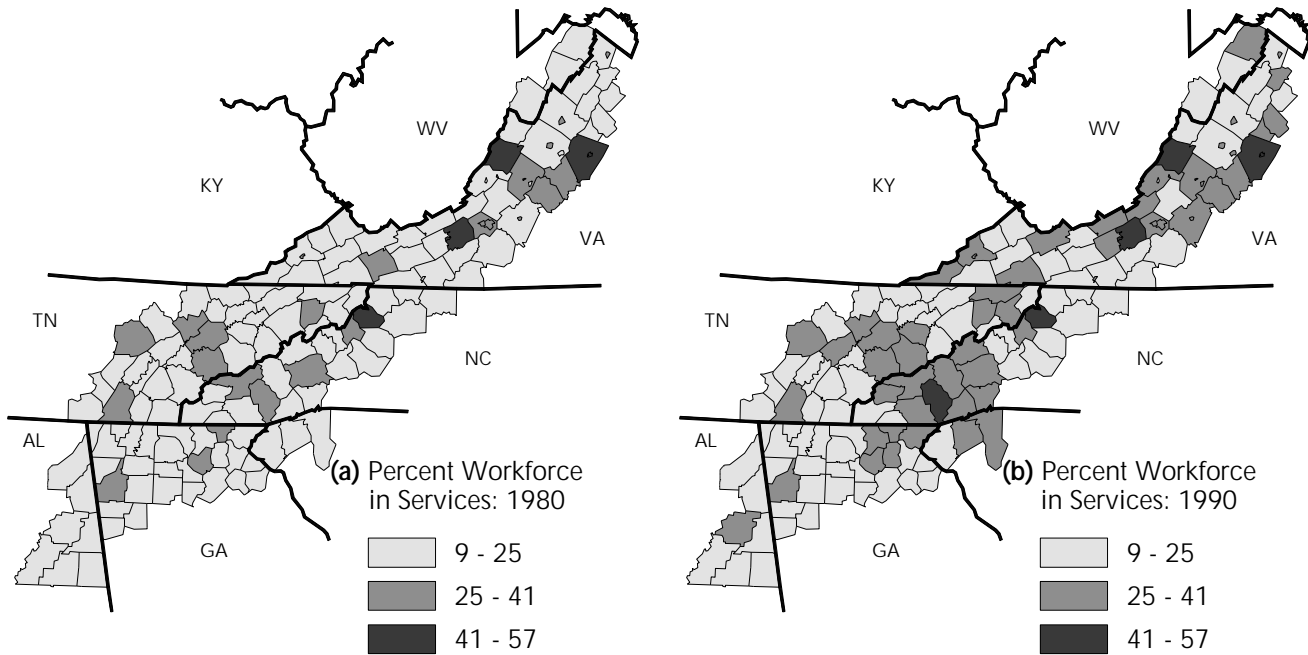 WV
KY
VA
TN
NC
AL
GA
(a) Percent Workforce
in Services: 1980
9 - 25
25 - 41
41 - 57
WV
KY
VA
TN
NC
AL
GA
(b) Percent Workforce
in Services: 1990
9 - 25
25 - 41
41 - 57